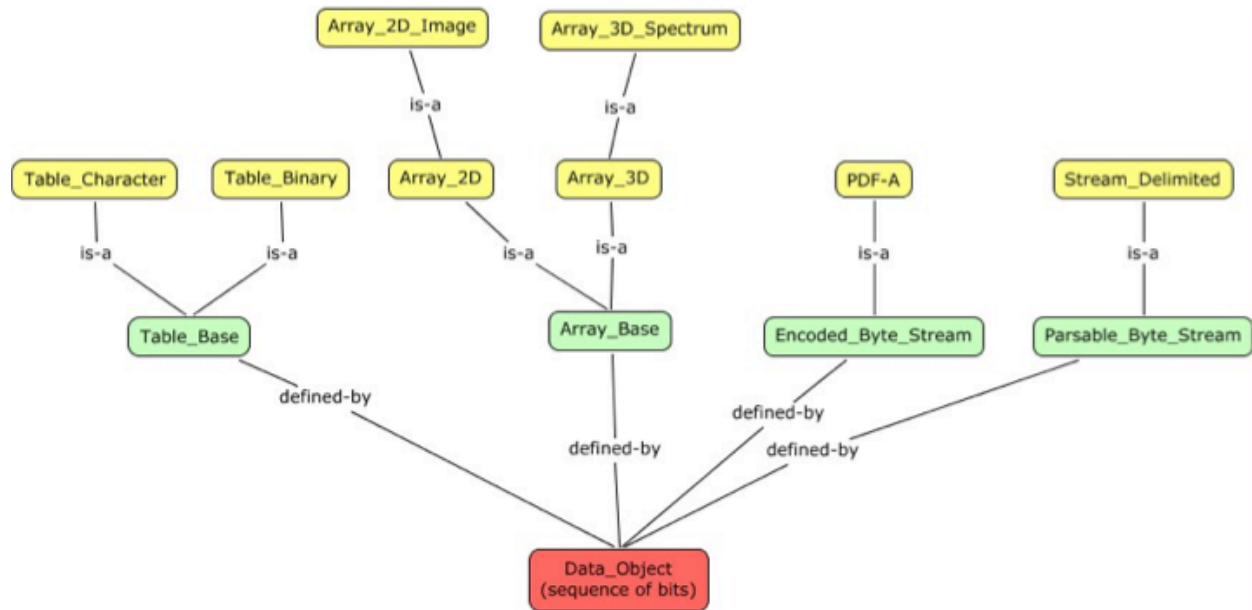 Array_2D_Image
Array_3D_Spectrum
is-a
is-a
Table_Character
Table_Binary
Array_2D
Array_3D
PDF-A
Stream_Delimited
is-a
is-a
is-a
is-a
is-a
is-a
Table_Base
Array_Base
Encoded_Byte_Stream
Parsable_Byte_Stream
defined-by
defined-by
defined-by
defined-by
Data_Object
(sequence of bits)